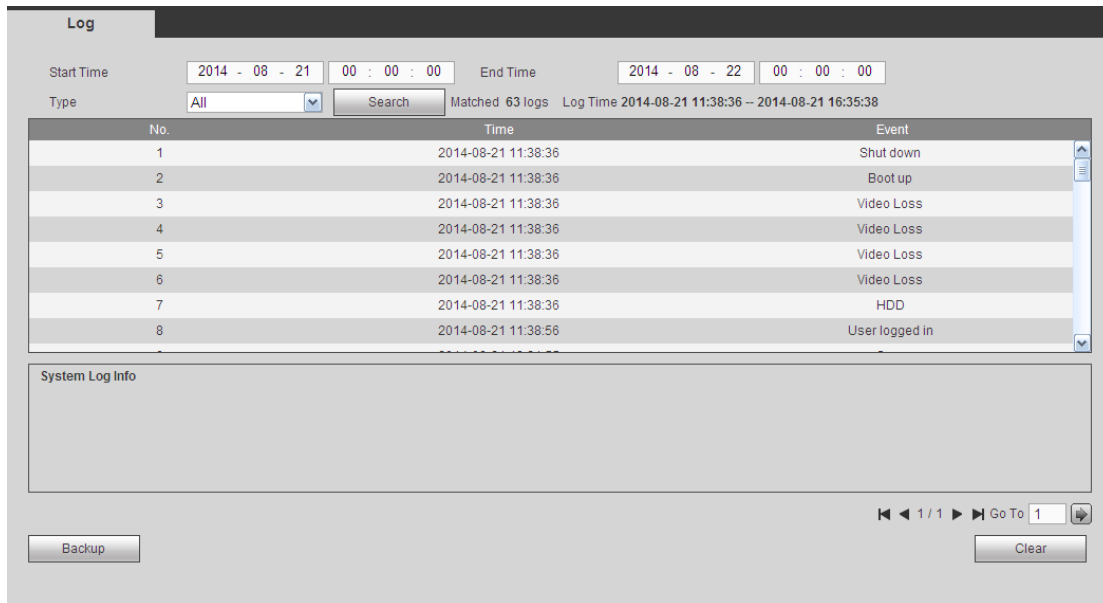 Log
Start Time 2014 - 08 - 21 00 : 00 : 00 End Time 2014 - 08 - 22 00 : 00 : 00
Type All Search Matched 63 logs Log Time 2014-08-21 11:38:36 -- 2014-08-21 16:35:38
No. Time Event
1 2014-08-21 11:38:36 Shut down
2 2014-08-21 11:38:36 Boot up
3 2014-08-21 11:38:36 Video Loss
4 2014-08-21 11:38:36 Video Loss
5 2014-08-21 11:38:36 Video Loss
6 2014-08-21 11:38:36 Video Loss
7 2014-08-21 11:38:36 HDD
8 2014-08-21 11:38:56 User logged in
System Log Info
1 / 1 Go To 1
Backup Clear